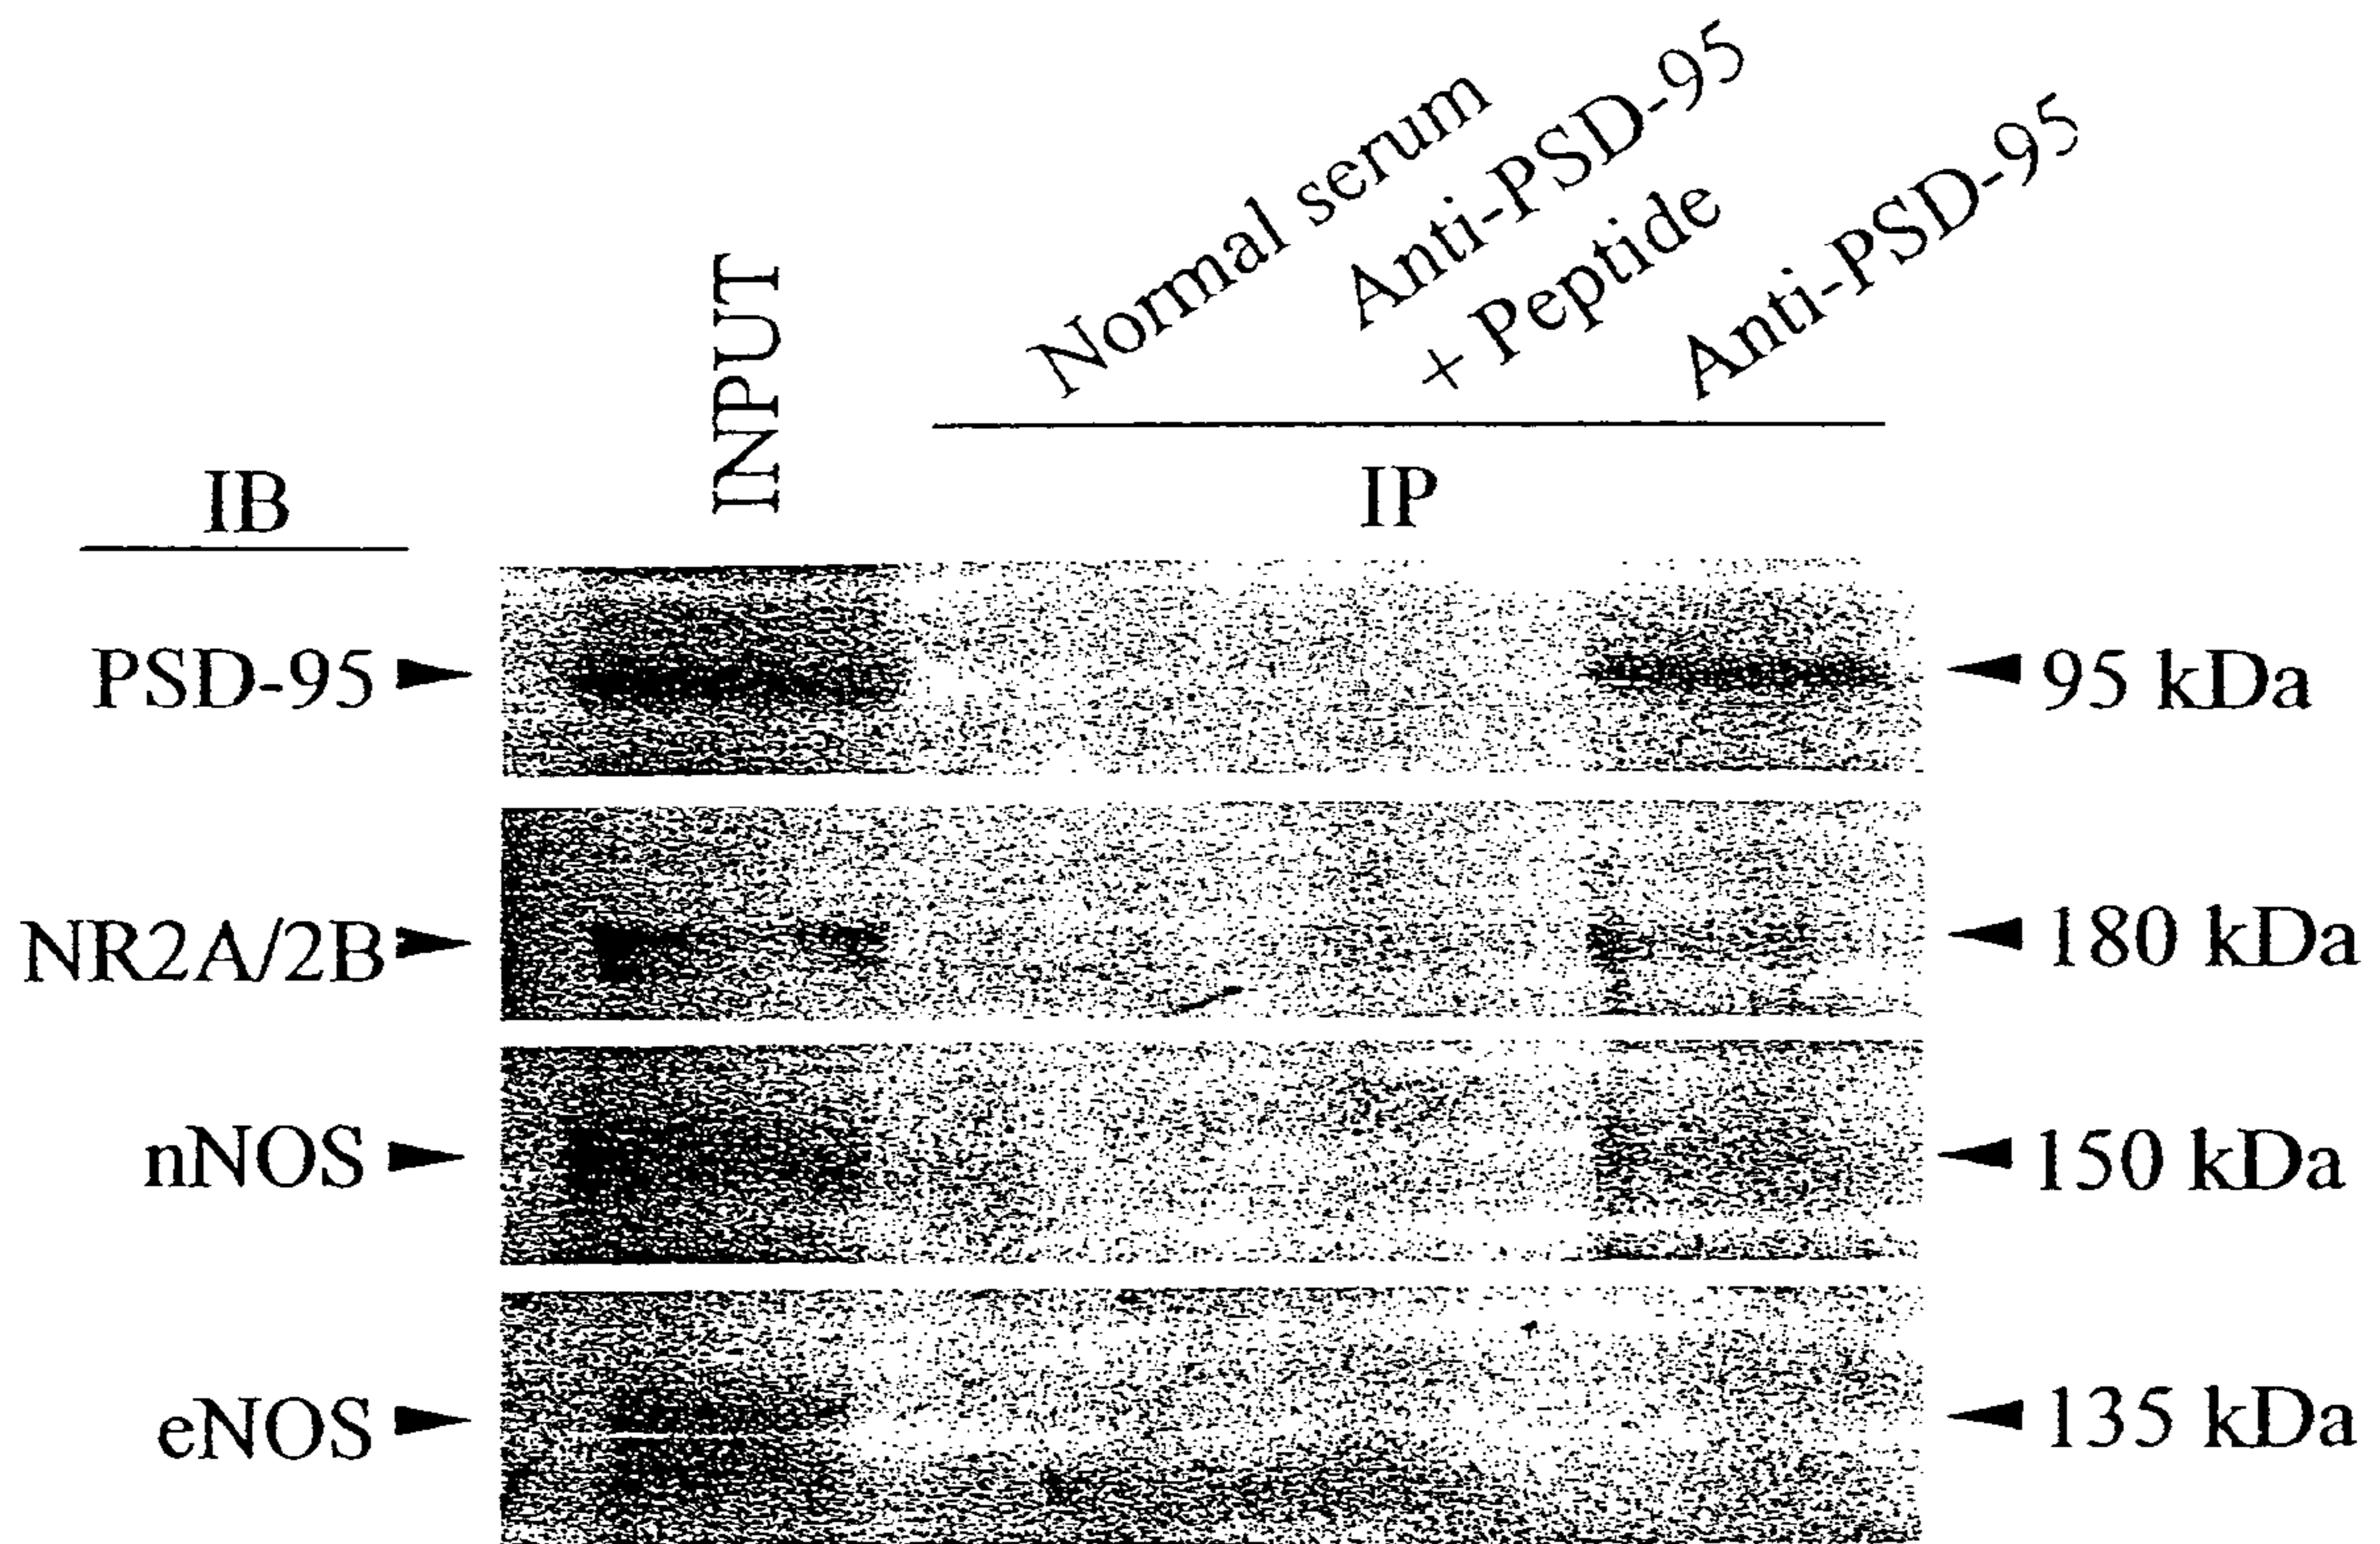 INPUT
Normal serum
Anti-PSD-95
+ Peptide
Anti-PSD-95
IB
IP
PSD-95
95 kDa
NR2A/2B
180 kDa
nNOS
150 kDa
eNOS
135 kDa